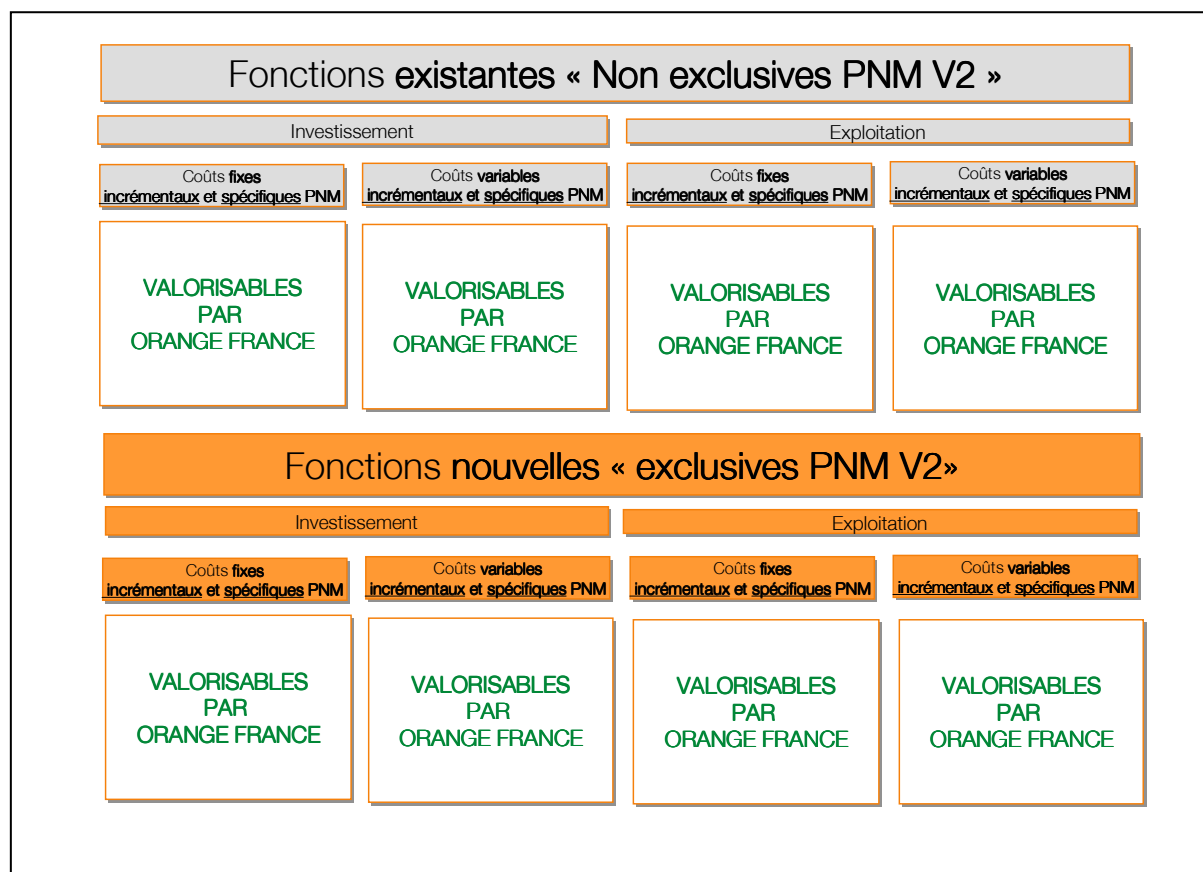 Fonctions existantes « Non exclusives PNM V2 »
Investissement
Exploitation
Coûts fixes
incrémentaux et spécifiques PNM
Coûts variables
incrémentaux et spécifiques PNM
Coûts fixes
incrémentaux et spécifiques PNM
Coûts variables
incrémentaux et spécifiques PNM
VALORISABLES
PAR
ORANGE FRANCE
VALORISABLES
PAR
ORANGE FRANCE
VALORISABLES
PAR
ORANGE FRANCE
VALORISABLES
PAR
ORANGE FRANCE
Fonctions nouvelles « exclusives PNM V2»
Investissement
Exploitation
Coûts fixes
incrémentaux et spécifiques PNM
Coûts variables
incrémentaux et spécifiques PNM
Coûts fixes
incrémentaux et spécifiques PNM
Coûts variables
incrémentaux et spécifiques PNM
VALORISABLES
PAR
ORANGE FRANCE
VALORISABLES
PAR
ORANGE FRANCE
VALORISABLES
PAR
ORANGE FRANCE
VALORISABLES
PAR
ORANGE FRANCE